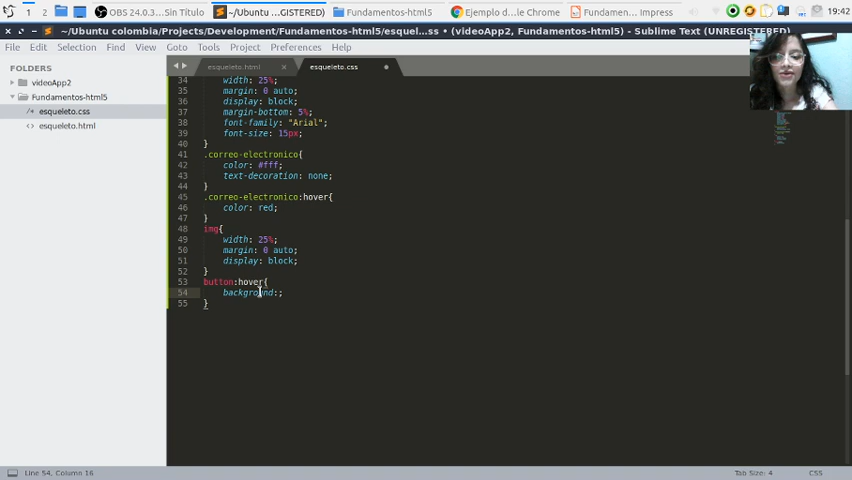 1 2 OBS 24.0.3... Sin Título ~/Ubuntu ...GISTERED) Fundamentos-html5 Ejemplo d...le Chrome Fundamen... Impress 19:42
~/Ubuntu colombia/Projects/Development/Fundamentos-html5/esquel...ss • (videoApp2, Fundamentos-html5) - Sublime Text (UNREGISTERED)
File Edit Selection Find View Goto Tools Project Preferences Help
FOLDERS
videoApp2
Fundamentos-html5
/* esqueleto.css
<> esqueleto.html
esqueleto.html × esqueleto.css •
34 width: 25%;
35 margin: 0 auto;
36 display: block;
37 margin-bottom: 5%;
38 font-family: "Arial";
39 font-size: 15px;
40 }
41 .correo-electronico{
42 color: #fff;
43 text-decoration: none;
44 }
45 .correo-electronico:hover{
46 color: red;
47 }
48 img{
49 width: 25%;
50 margin: 0 auto;
51 display: block;
52 }
53 button:hover{
54 background:;
55 }
Line 54, Column 16 Tab Size: 4 CSS